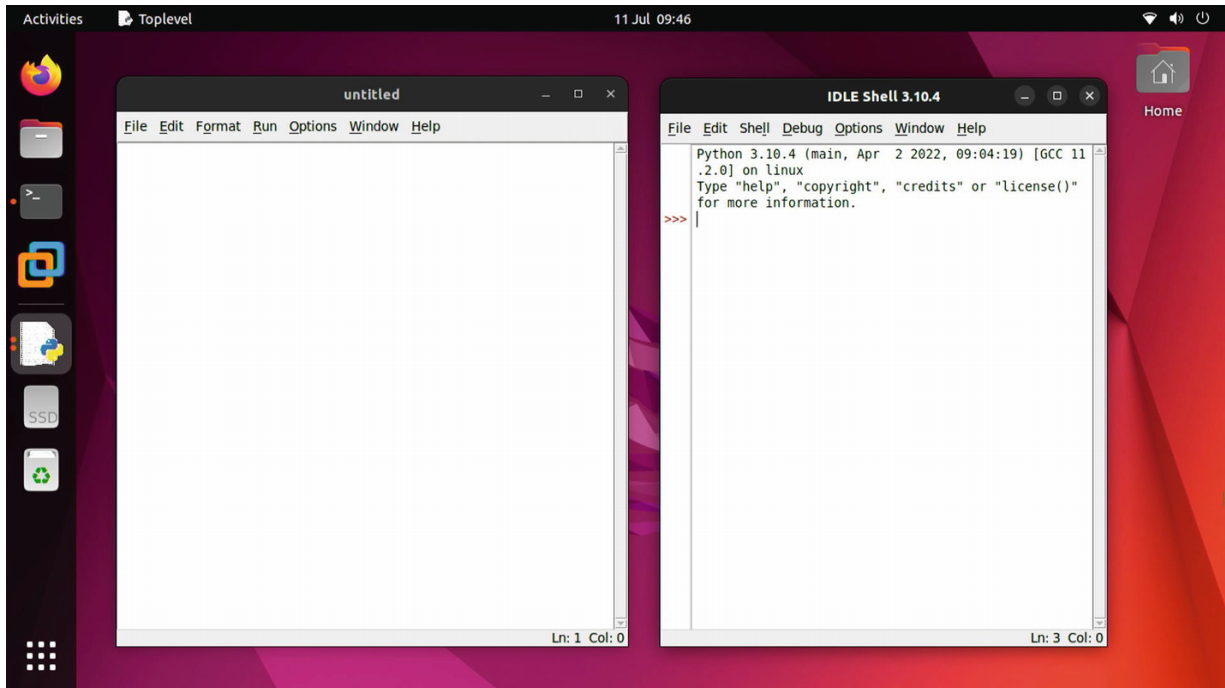 Activities Toplevel 11 Jul 09:46
Home
untitled
File Edit Format Run Options Window Help
Ln: 1 Col: 0
IDLE Shell 3.10.4
File Edit Shell Debug Options Window Help
Python 3.10.4 (main, Apr  2 2022, 09:04:19) [GCC 11
.2.0] on linux
Type "help", "copyright", "credits" or "license()"
for more information.
>>>
Ln: 3 Col: 0
>_
SSD